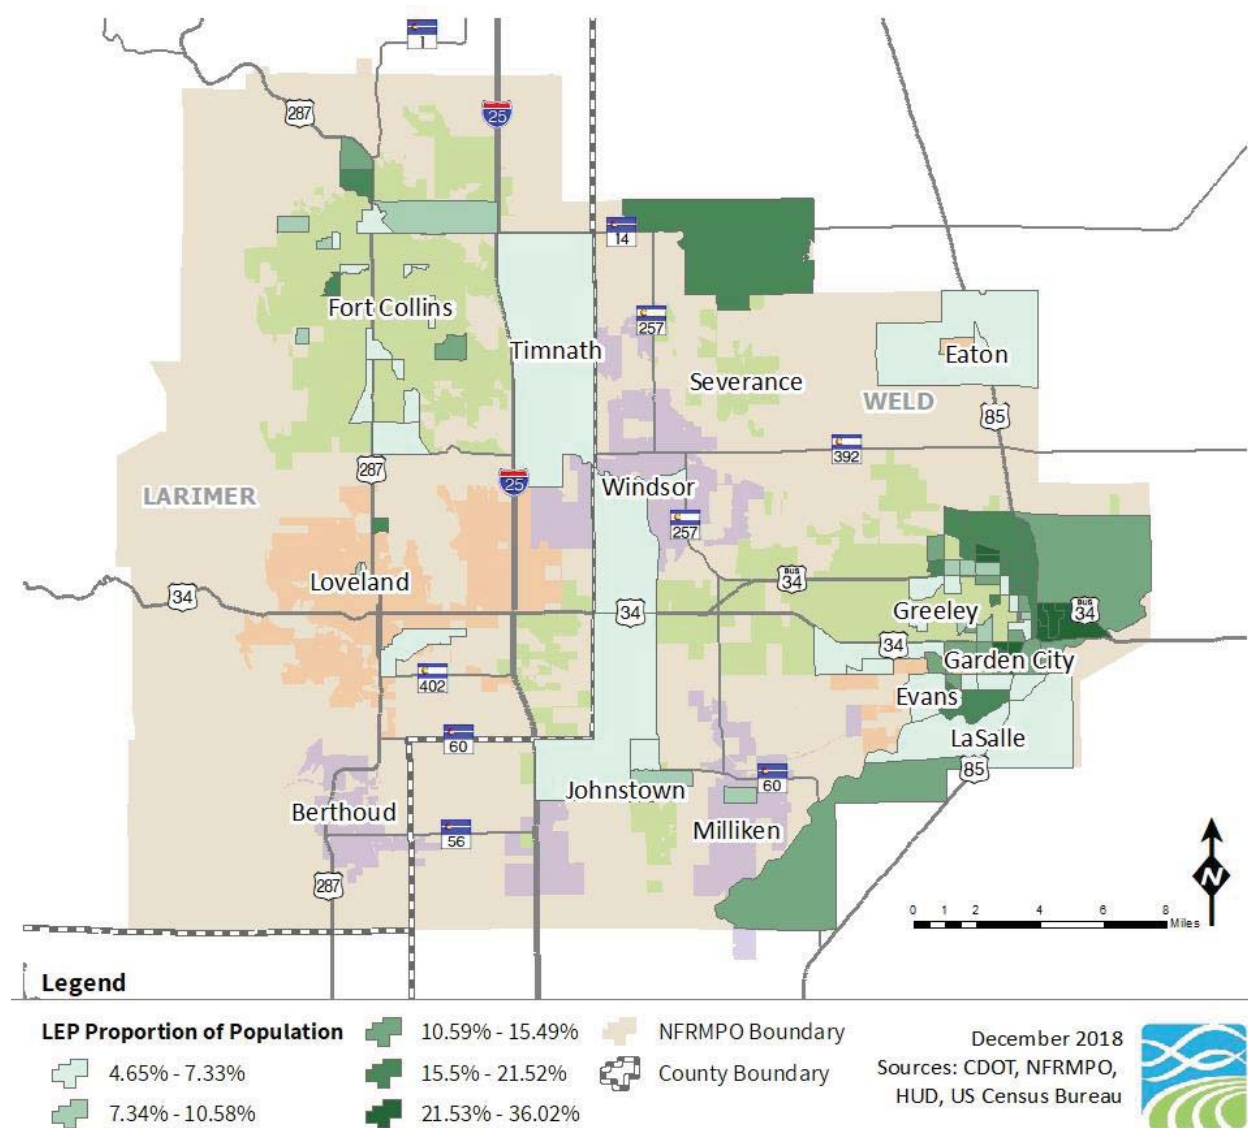 1
287
25
14
Fort Collins
257
Timnath
Eaton
Severance
WELD
85
392
287
25
LARIMER
Windsor
257
Loveland
34
BUS
34
34
Greeley
BUS
34
34
Garden City
402
Evans
60
LaSalle
85
Johnstown
60
Berthoud
Milliken
56
287
N
0 1 2 4 6 8
Miles
Legend
LEP Proportion of Population
4.65% - 7.33%
7.34% - 10.58%
10.59% - 15.49%
15.5% - 21.52%
21.53% - 36.02%
NFRMPO Boundary
County Boundary
December 2018
Sources: CDOT, NFRMPO,
HUD, US Census Bureau